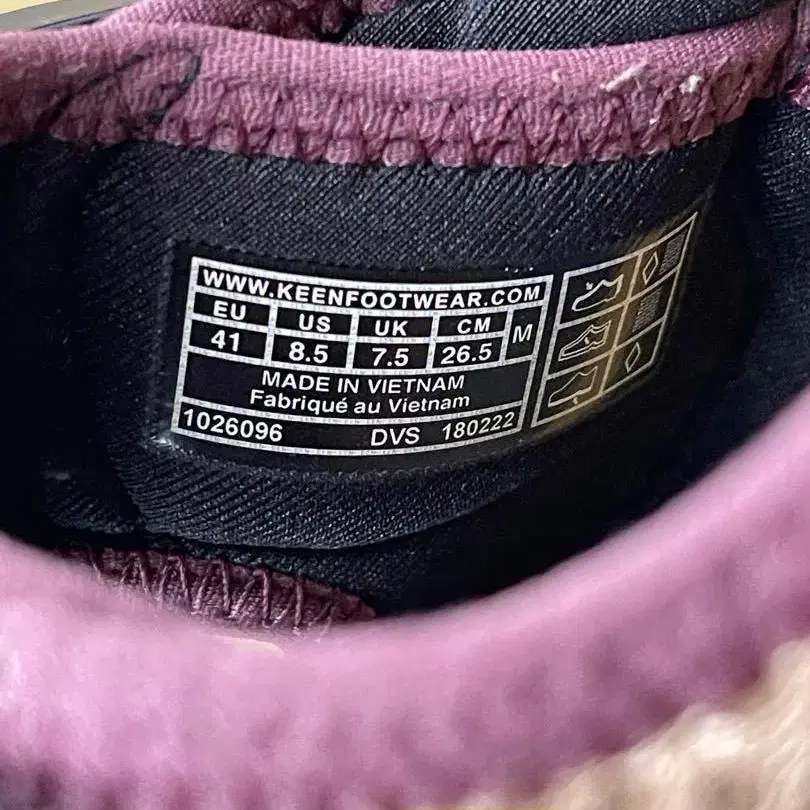 WWW.KEENFOOTWEAR.COM
EU US UK CM M
41 8.5 7.5 26.5
MADE IN VIETNAM
Fabriqué au Vietnam
1026096 DVS 180222